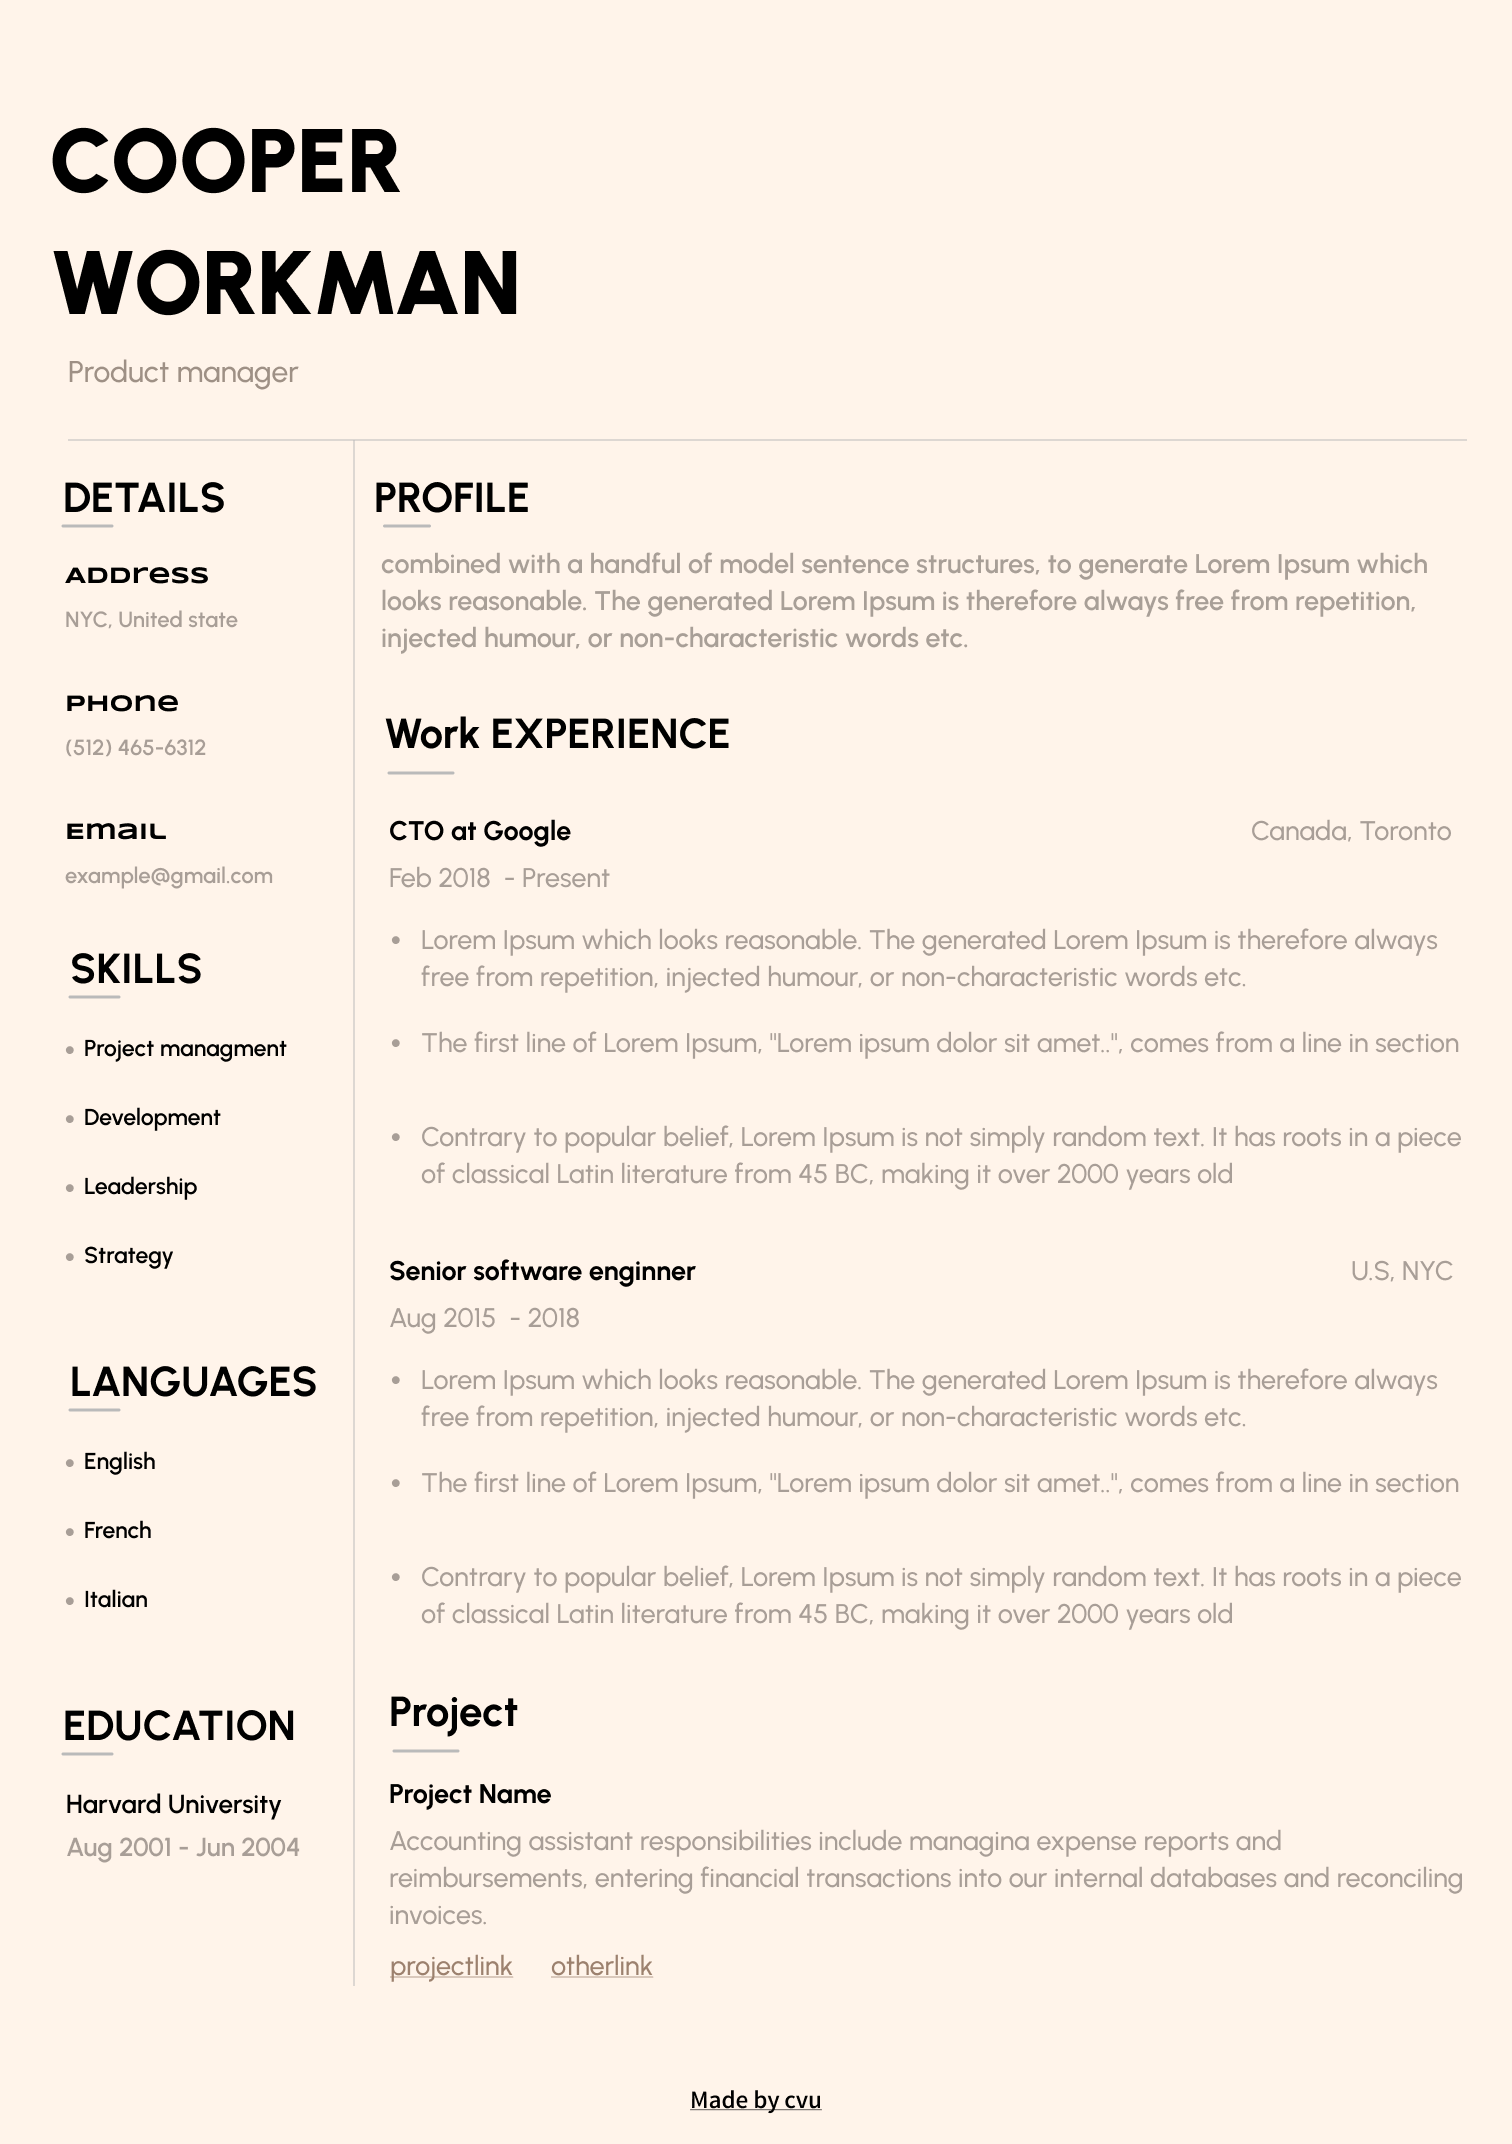 COOPER
WORKMAN
Product manager
DETAILS
Address
NYC, United state
Phone
(512) 465-6312
Email
example@gmail.com
SKILLS
• Project managment
• Development
• Leadership
• Strategy
LANGUAGES
• English
• French
• Italian
EDUCATION
Harvard University
Aug 2001 - Jun 2004
PROFILE
combined with a handful of model sentence structures, to generate Lorem Ipsum which
looks reasonable. The generated Lorem Ipsum is therefore always free from repetition,
injected humour, or non-characteristic words etc.
Work EXPERIENCE
CTO at Google
Canada, Toronto
Feb 2018 - Present
• Lorem Ipsum which looks reasonable. The generated Lorem Ipsum is therefore always
free from repetition, injected humour, or non-characteristic words etc.
• The first line of Lorem Ipsum, "Lorem ipsum dolor sit amet..", comes from a line in section
• Contrary to popular belief, Lorem Ipsum is not simply random text. It has roots in a piece
of classical Latin literature from 45 BC, making it over 2000 years old
Senior software enginner
U.S, NYC
Aug 2015 - 2018
• Lorem Ipsum which looks reasonable. The generated Lorem Ipsum is therefore always
free from repetition, injected humour, or non-characteristic words etc.
• The first line of Lorem Ipsum, "Lorem ipsum dolor sit amet..", comes from a line in section
• Contrary to popular belief, Lorem Ipsum is not simply random text. It has roots in a piece
of classical Latin literature from 45 BC, making it over 2000 years old
Project
Project Name
Accounting assistant responsibilities include managina expense reports and
reimbursements, entering financial transactions into our internal databases and reconciling
invoices.
projectlink otherlink
Made by cvu